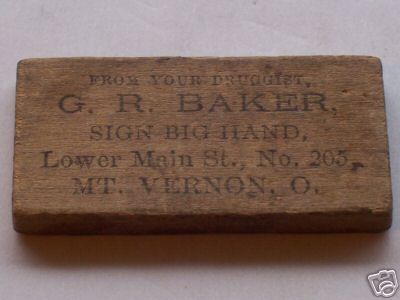 FROM YOUR DRUGGIST,
G. R. BAKER,
SIGN BIG HAND,
Lower Main St., No. 205,
MT. VERNON, O.